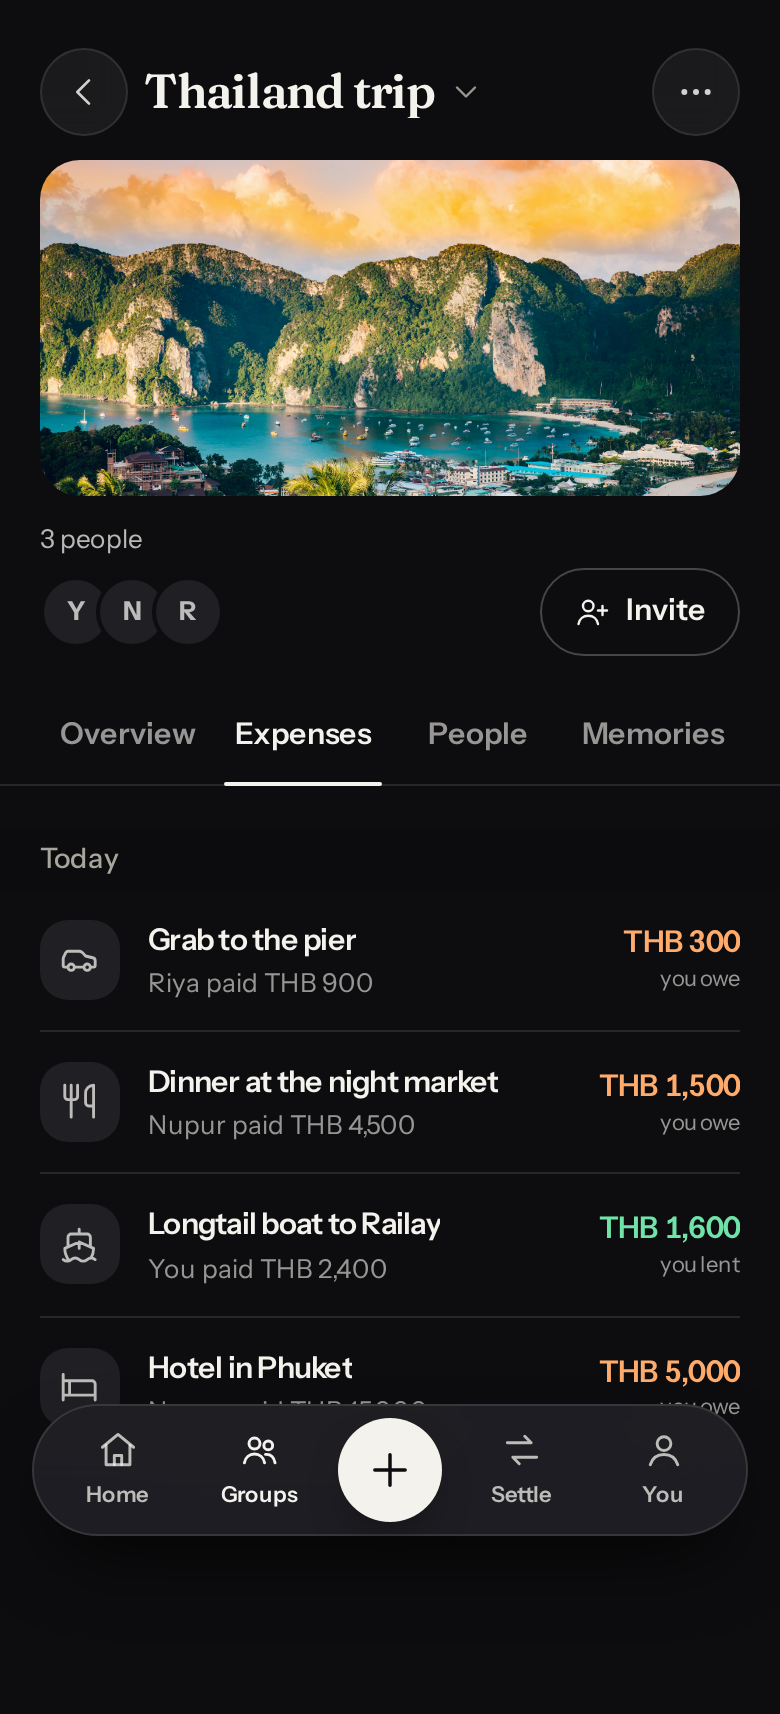 Thailand trip
3 people
Y N R
Invite
Overview Expenses People Memories
Today
Grab to the pier
THB 300
Riya paid THB 900
you owe
Dinner at the night market
THB 1,500
Nupur paid THB 4,500
you owe
Longtail boat to Railay
THB 1,600
You paid THB 2,400
you lent
Hotel in Phuket
THB 5,000
you owe
Home Groups Settle You